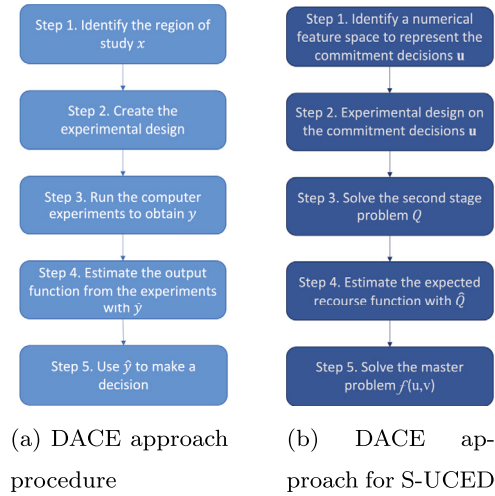 Step 1. Identify the region of
study x
Step 2. Create the
experimental design
Step 3. Run the computer
experiments to obtain y
Step 4. Estimate the output
function from the experiments
with ŷ
Step 5. Use ŷ to make a
decision
(a) DACE approach
procedure
Step 1. Identify a numerical
feature space to represent the
commitment decisions u
Step 2. Experimental design on
the commitment decisions u
Step 3. Solve the second stage
problem Q
Step 4. Estimate the expected
recourse function with Q̂
Step 5. Solve the master
problem f(u,v)
(b) DACE ap-
proach for S-UCED